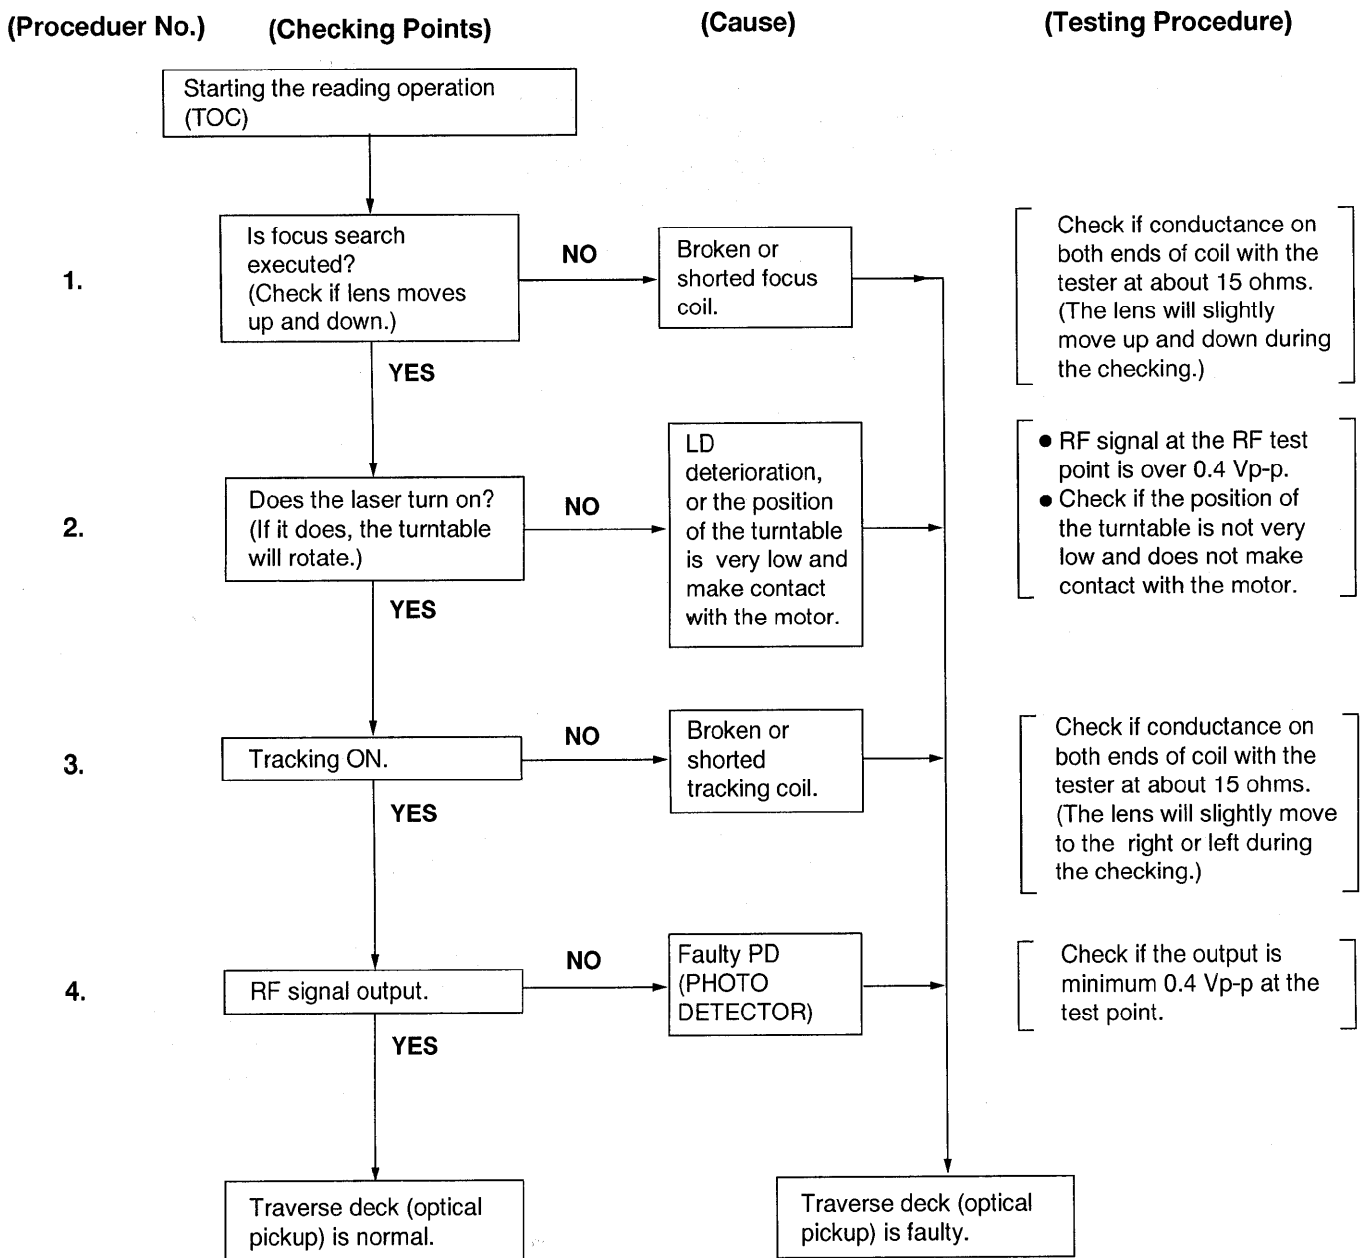 (Proceduer No.) (Checking Points) (Cause) (Testing Procedure)
Starting the reading operation
(TOC)
1.
Is focus search
executed?
(Check if lens moves
up and down.)
NO
Broken or
shorted focus
coil.
Check if conductance on
both ends of coil with the
tester at about 15 ohms.
(The lens will slightly
move up and down during
the checking.)
YES
2.
Does the laser turn on?
(If it does, the turntable
will rotate.)
NO
LD
deterioration,
or the position
of the turntable
is very low and
make contact
with the motor.
● RF signal at the RF test
point is over 0.4 Vp-p.
● Check if the position of
the turntable is not very
low and does not make
contact with the motor.
YES
3.
Tracking ON.
NO
Broken or
shorted
tracking coil.
Check if conductance on
both ends of coil with the
tester at about 15 ohms.
(The lens will slightly move
to the right or left during
the checking.)
YES
4.
RF signal output.
NO
Faulty PD
(PHOTO
DETECTOR)
Check if the output is
minimum 0.4 Vp-p at the
test point.
YES
Traverse deck (optical
pickup) is normal.
Traverse deck (optical
pickup) is faulty.